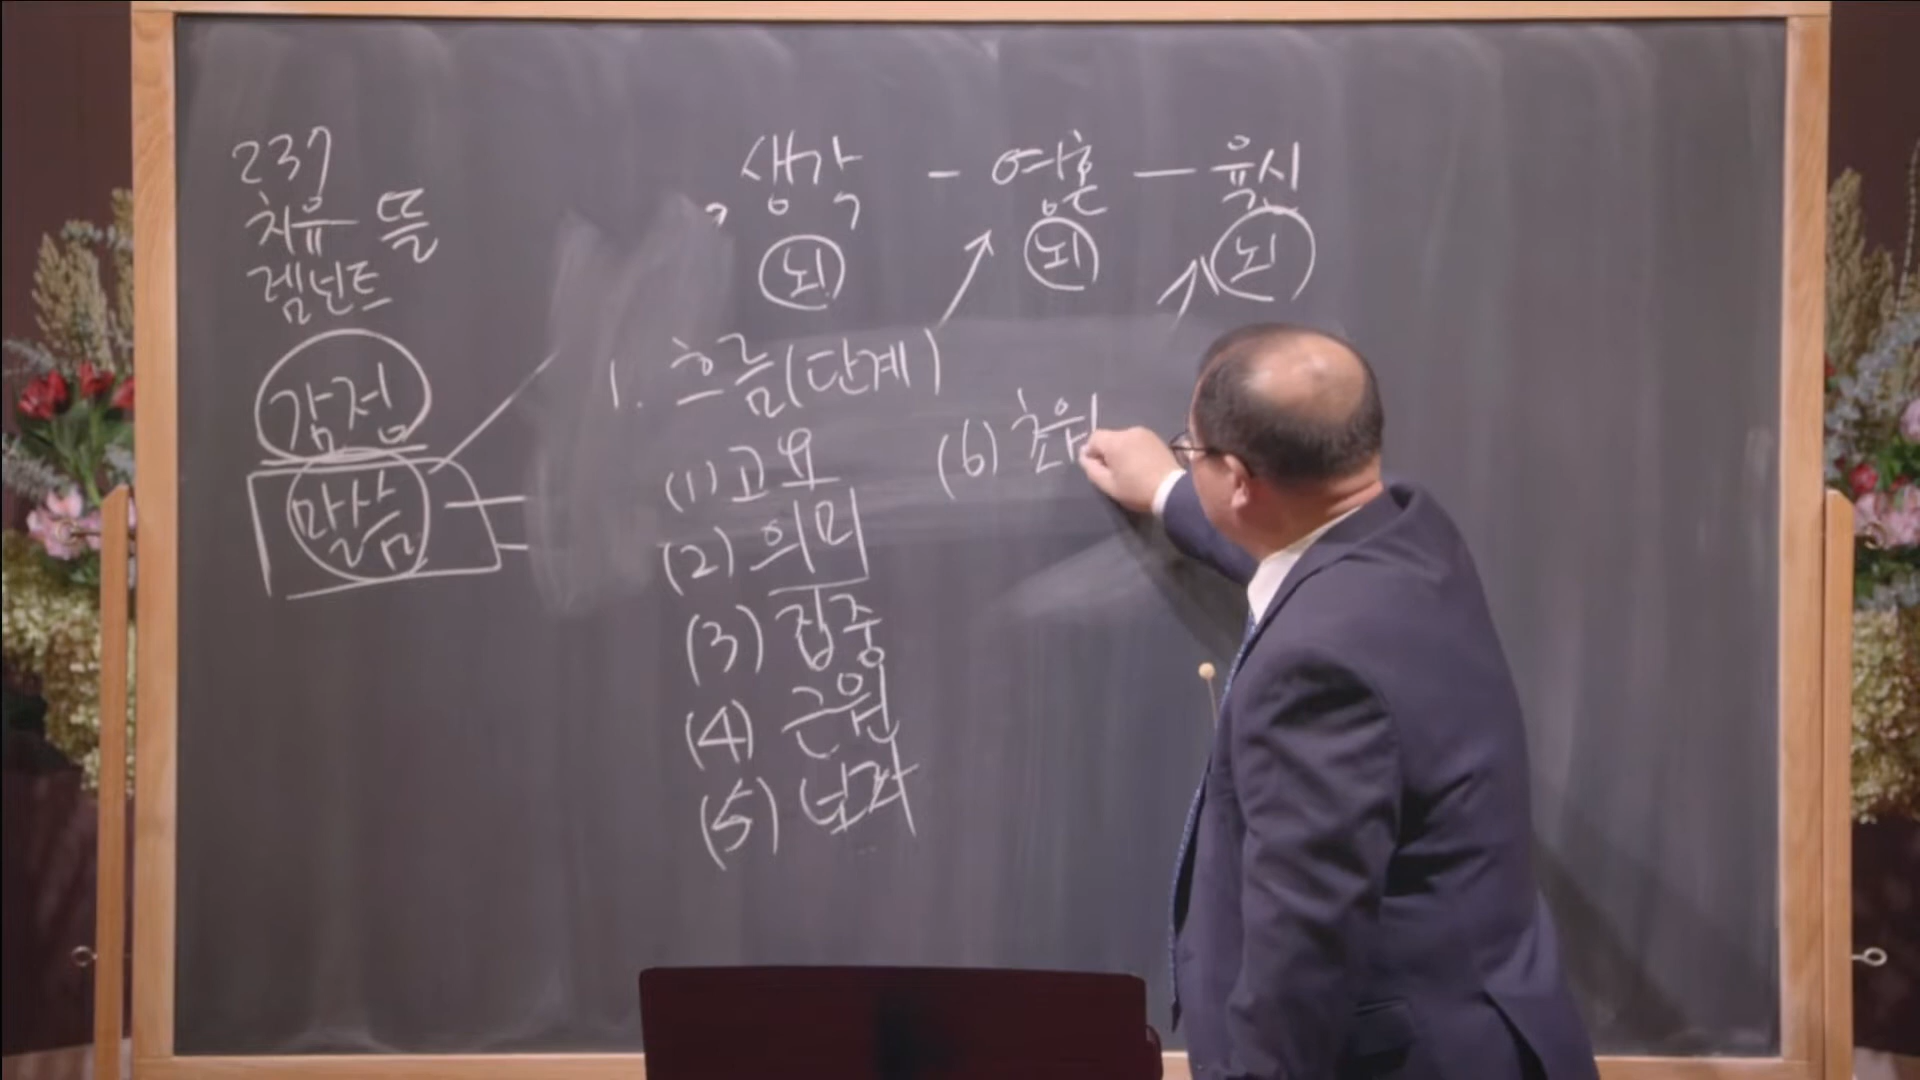 237
치유 뜰
렘넌트
감정
말씀
생각 - 영혼 - 육신
뇌 뇌 뇌
1. 흐름(단계)
(1) 고요
(2) 의미
(3) 집중
(4) 근원
(5) 보좌
(6) 초월